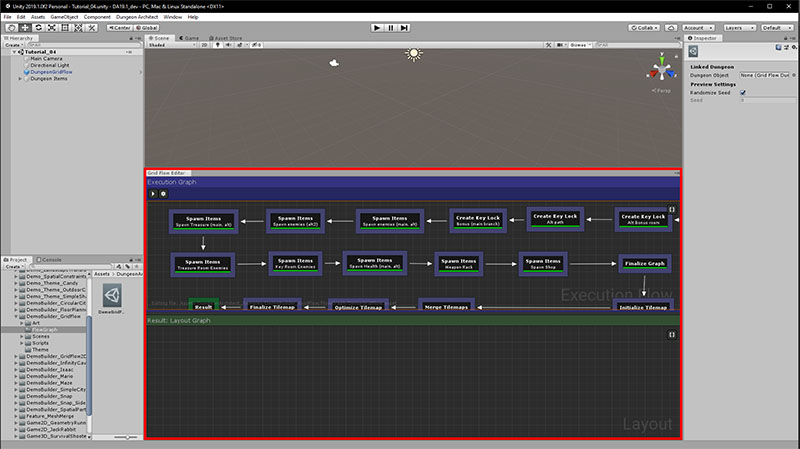 Unity 2019.1.0f2 Personal - Tutorial_04.unity - DA19.1_dev - PC, Mac & Linux Standalone <DX11>
File Edit Assets GameObject Component Dungeon Architect Window Help
Center Global
Collab Account Layers Default
Hierarchy
Create
Tutorial_04
Main Camera
Directional Light
DungeonGridFlow
Dungeon Items
Scene Game Asset Store
Shaded 2D Gizmos
Persp
Inspector
Linked Dungeon
Dungeon Object None (Grid Flow Dun
Preview Settings
Randomize Seed
Seed
Grid Flow Editor
Execution Graph
Spawn Items
Spawn Treasure (main, alt)
Spawn Items
Spawn enemies (alt2)
Spawn Items
Spawn enemies (main, alt)
Create Key Lock
Bonus (main branch)
Create Key Lock
Alt path
Create Key Lock
Alt Bonus room
Spawn Items
Treasure Room Enemies
Spawn Items
Key Room Enemies
Spawn Items
Spawn Health (main, alt)
Spawn Items
Weapon Rack
Spawn Items
Spawn Shop
Finalize Graph
Execution Flow
Result
Finalize Tilemap
Optimize Tilemap
Merge Tilemaps
Initialize Tilemap
Result: Layout Graph
Layout
Project Console
Create
Demo_SpatialConstraints
Demo_Theme_Candy
Demo_Theme_OutdoorC
Demo_Theme_SimpleSha
DemoBuilder_CircularCit
DemoBuilder_FloorPlann
DemoBuilder_GridFlow
Art
FlowGraph
Scenes
Scripts
Theme
DemoBuilder_GridFlow2D
DemoBuilder_InfinityCav
DemoBuilder_Isaac
DemoBuilder_Mario
DemoBuilder_Maze
DemoBuilder_SimpleCity
DemoBuilder_Snap
DemoBuilder_Snap_Side
DemoBuilder_SpatialPart
Feature_MeshMerge
Game2D_GeometryRunn
Game2D_JackRabbit
Game3D_SurvivalShoote
Assets DungeonAr
DemoGridF...